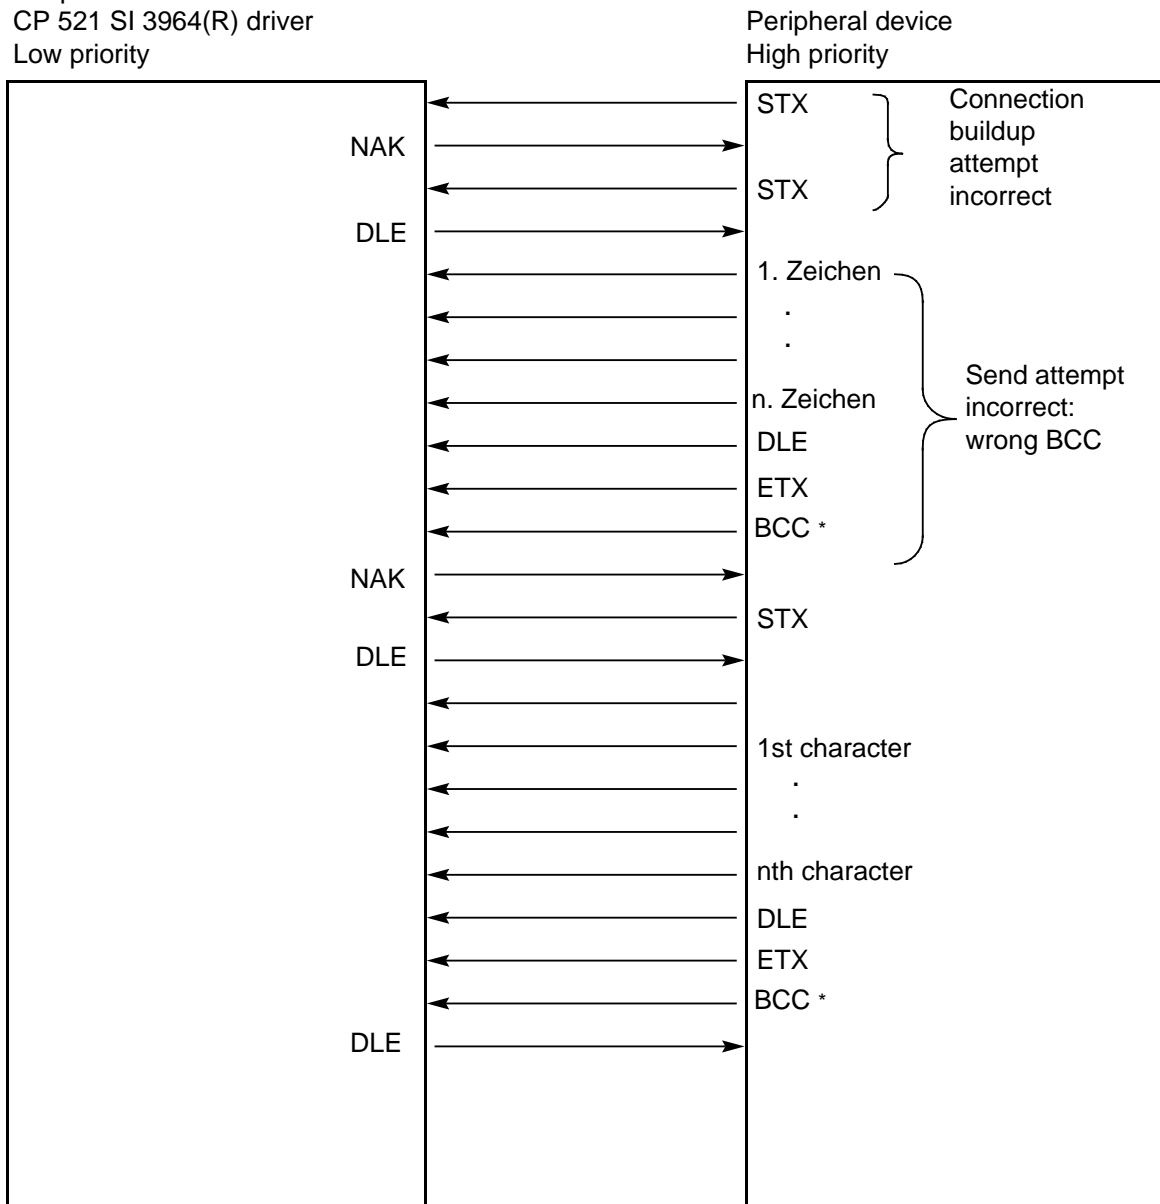 CP 521 SI 3964(R) driver
Low priority
Peripheral device
High priority
STX
Connection
buildup
attempt
incorrect
NAK
STX
DLE
1. Zeichen
.
.
n. Zeichen
Send attempt
incorrect:
wrong BCC
DLE
ETX
BCC *
NAK
STX
DLE
1st character
.
.
nth character
DLE
ETX
BCC *
DLE